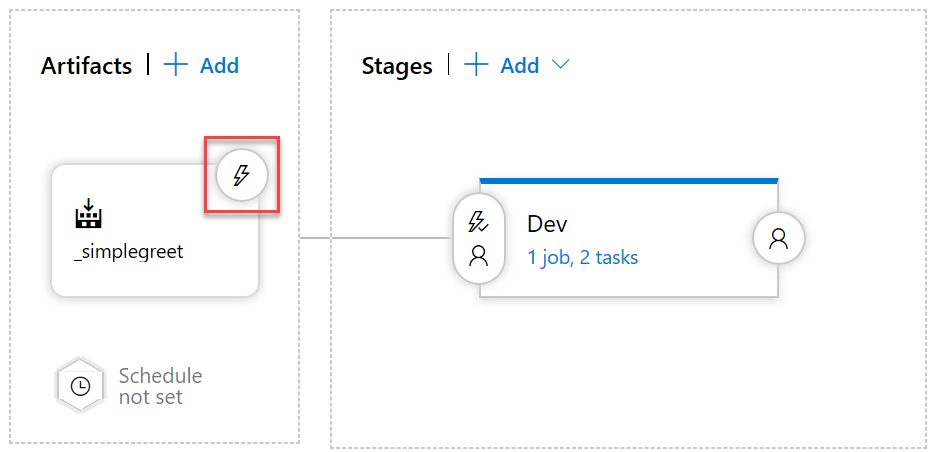 Artifacts | + Add
Stages | + Add
_simplegreet
Dev
1 job, 2 tasks
Schedule
not set